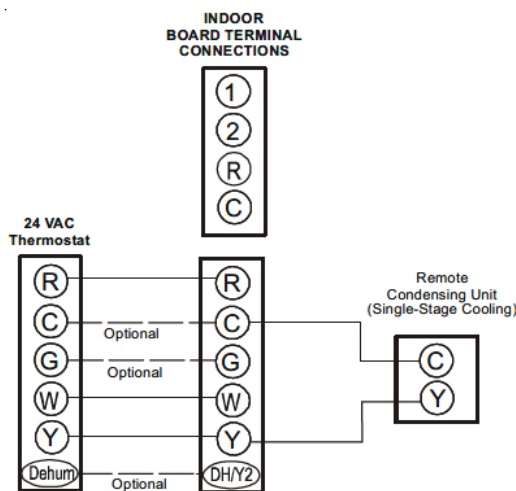 INDOOR
BOARD TERMINAL
CONNECTIONS
1
2
R
C
24 VAC
Thermostat
R
C
G
W
Y
Dehum
Optional
Optional
Optional
R
C
G
W
Y
DH/Y2
Remote
Condensing Unit
(Single-Stage Cooling)
C
Y